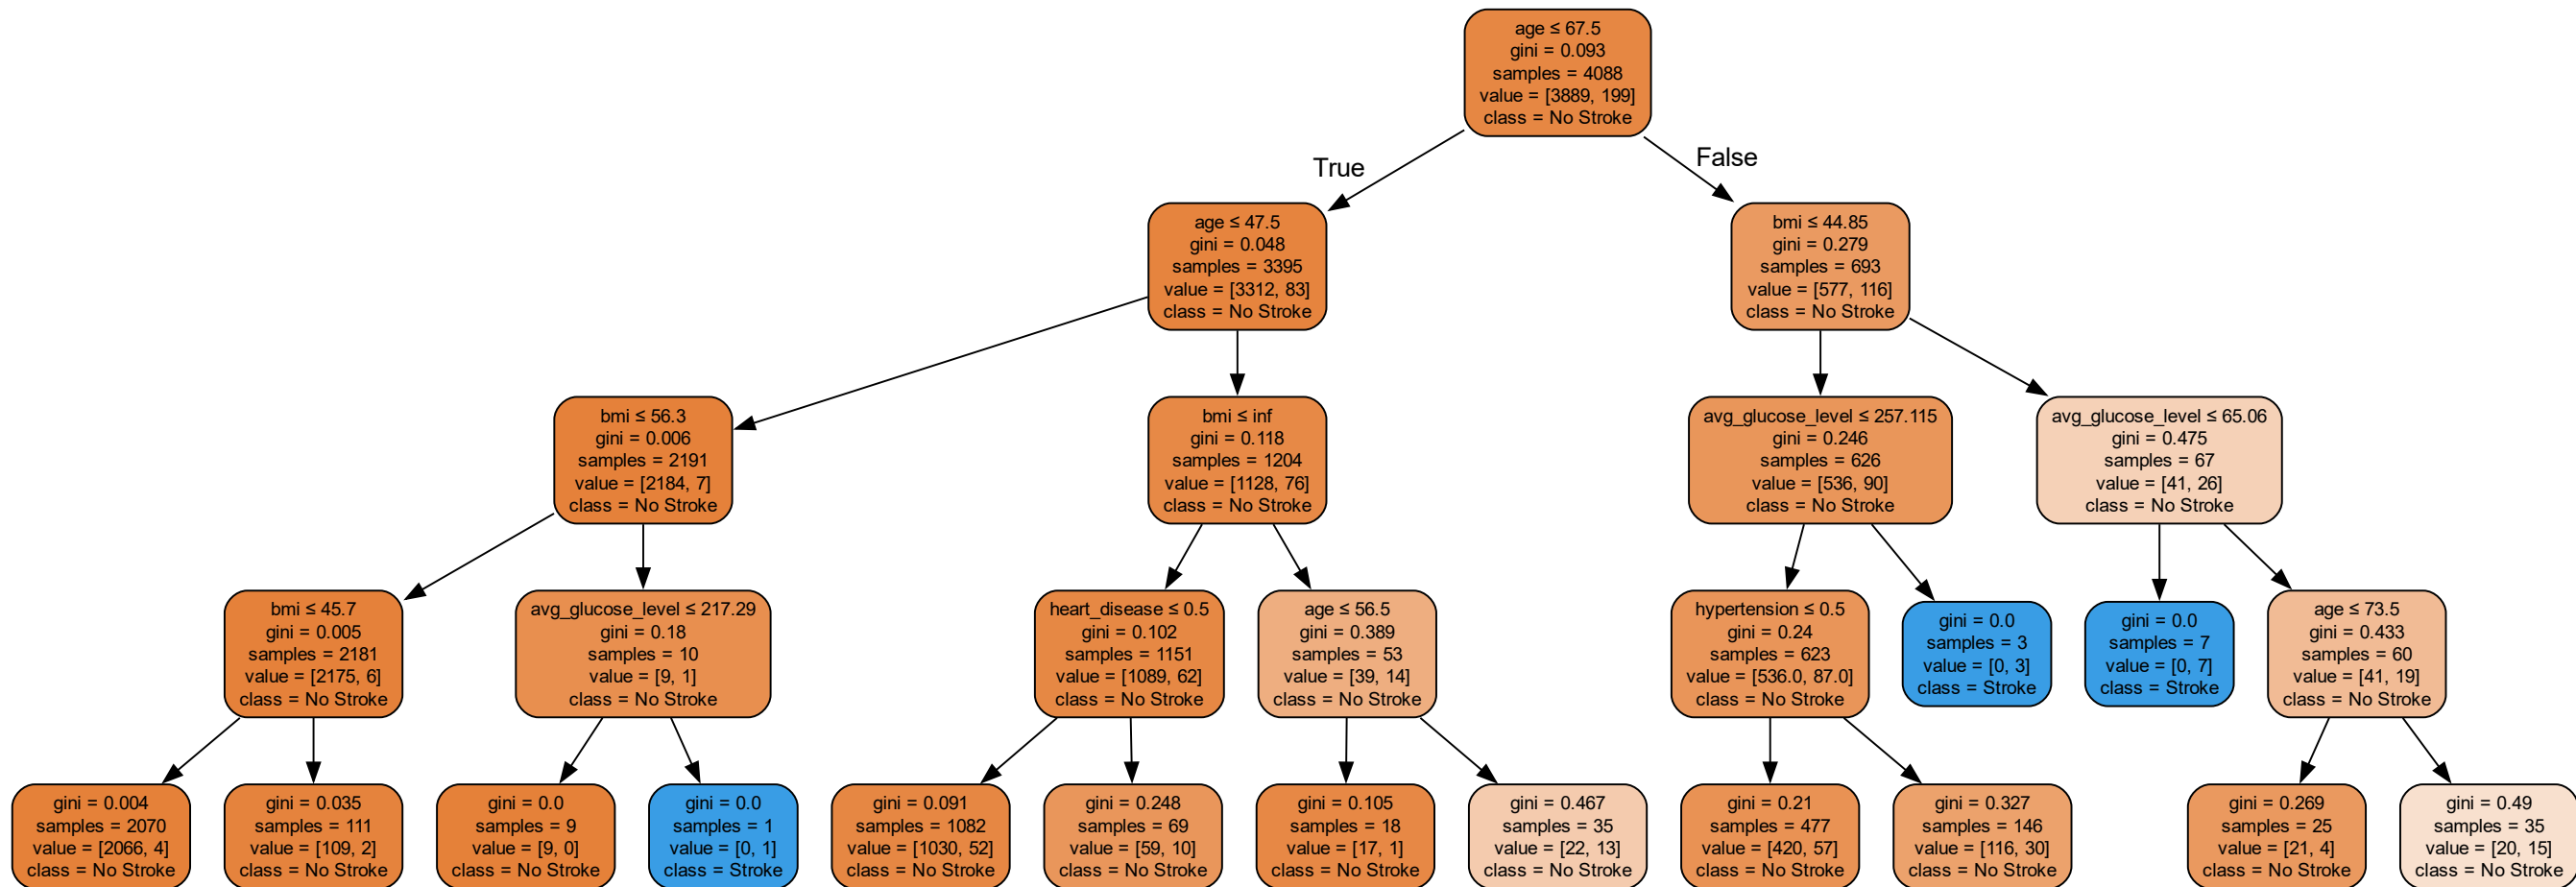 age ≤ 67.5
gini = 0.093
samples = 4088
value = [3889, 199]
class = No Stroke
True
False
age ≤ 47.5
gini = 0.048
samples = 3395
value = [3312, 83]
class = No Stroke
bmi ≤ 44.85
gini = 0.279
samples = 693
value = [577, 116]
class = No Stroke
bmi ≤ 56.3
gini = 0.006
samples = 2191
value = [2184, 7]
class = No Stroke
bmi ≤ inf
gini = 0.118
samples = 1204
value = [1128, 76]
class = No Stroke
avg_glucose_level ≤ 257.115
gini = 0.246
samples = 626
value = [536, 90]
class = No Stroke
avg_glucose_level ≤ 65.06
gini = 0.475
samples = 67
value = [41, 26]
class = No Stroke
bmi ≤ 45.7
gini = 0.005
samples = 2181
value = [2175, 6]
class = No Stroke
avg_glucose_level ≤ 217.29
gini = 0.18
samples = 10
value = [9, 1]
class = No Stroke
heart_disease ≤ 0.5
gini = 0.102
samples = 1151
value = [1089, 62]
class = No Stroke
age ≤ 56.5
gini = 0.389
samples = 53
value = [39, 14]
class = No Stroke
hypertension ≤ 0.5
gini = 0.24
samples = 623
value = [536.0, 87.0]
class = No Stroke
gini = 0.0
samples = 3
value = [0, 3]
class = Stroke
gini = 0.0
samples = 7
value = [0, 7]
class = Stroke
age ≤ 73.5
gini = 0.433
samples = 60
value = [41, 19]
class = No Stroke
gini = 0.004
samples = 2070
value = [2066, 4]
class = No Stroke
gini = 0.035
samples = 111
value = [109, 2]
class = No Stroke
gini = 0.0
samples = 9
value = [9, 0]
class = No Stroke
gini = 0.0
samples = 1
value = [0, 1]
class = Stroke
gini = 0.091
samples = 1082
value = [1030, 52]
class = No Stroke
gini = 0.248
samples = 69
value = [59, 10]
class = No Stroke
gini = 0.105
samples = 18
value = [17, 1]
class = No Stroke
gini = 0.467
samples = 35
value = [22, 13]
class = No Stroke
gini = 0.21
samples = 477
value = [420, 57]
class = No Stroke
gini = 0.327
samples = 146
value = [116, 30]
class = No Stroke
gini = 0.269
samples = 25
value = [21, 4]
class = No Stroke
gini = 0.49
samples = 35
value = [20, 15]
class = No Stroke